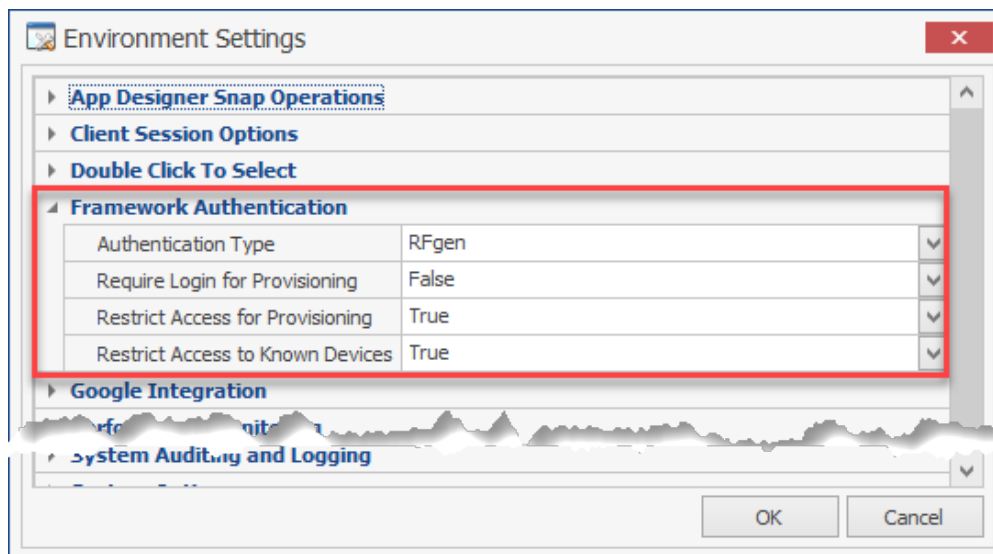 Environment Settings
App Designer Snap Operations
Client Session Options
Double Click To Select
Framework Authentication
Authentication Type RFgen
Require Login for Provisioning False
Restrict Access for Provisioning True
Restrict Access to Known Devices True
Google Integration
System Auditing and Logging
OK Cancel